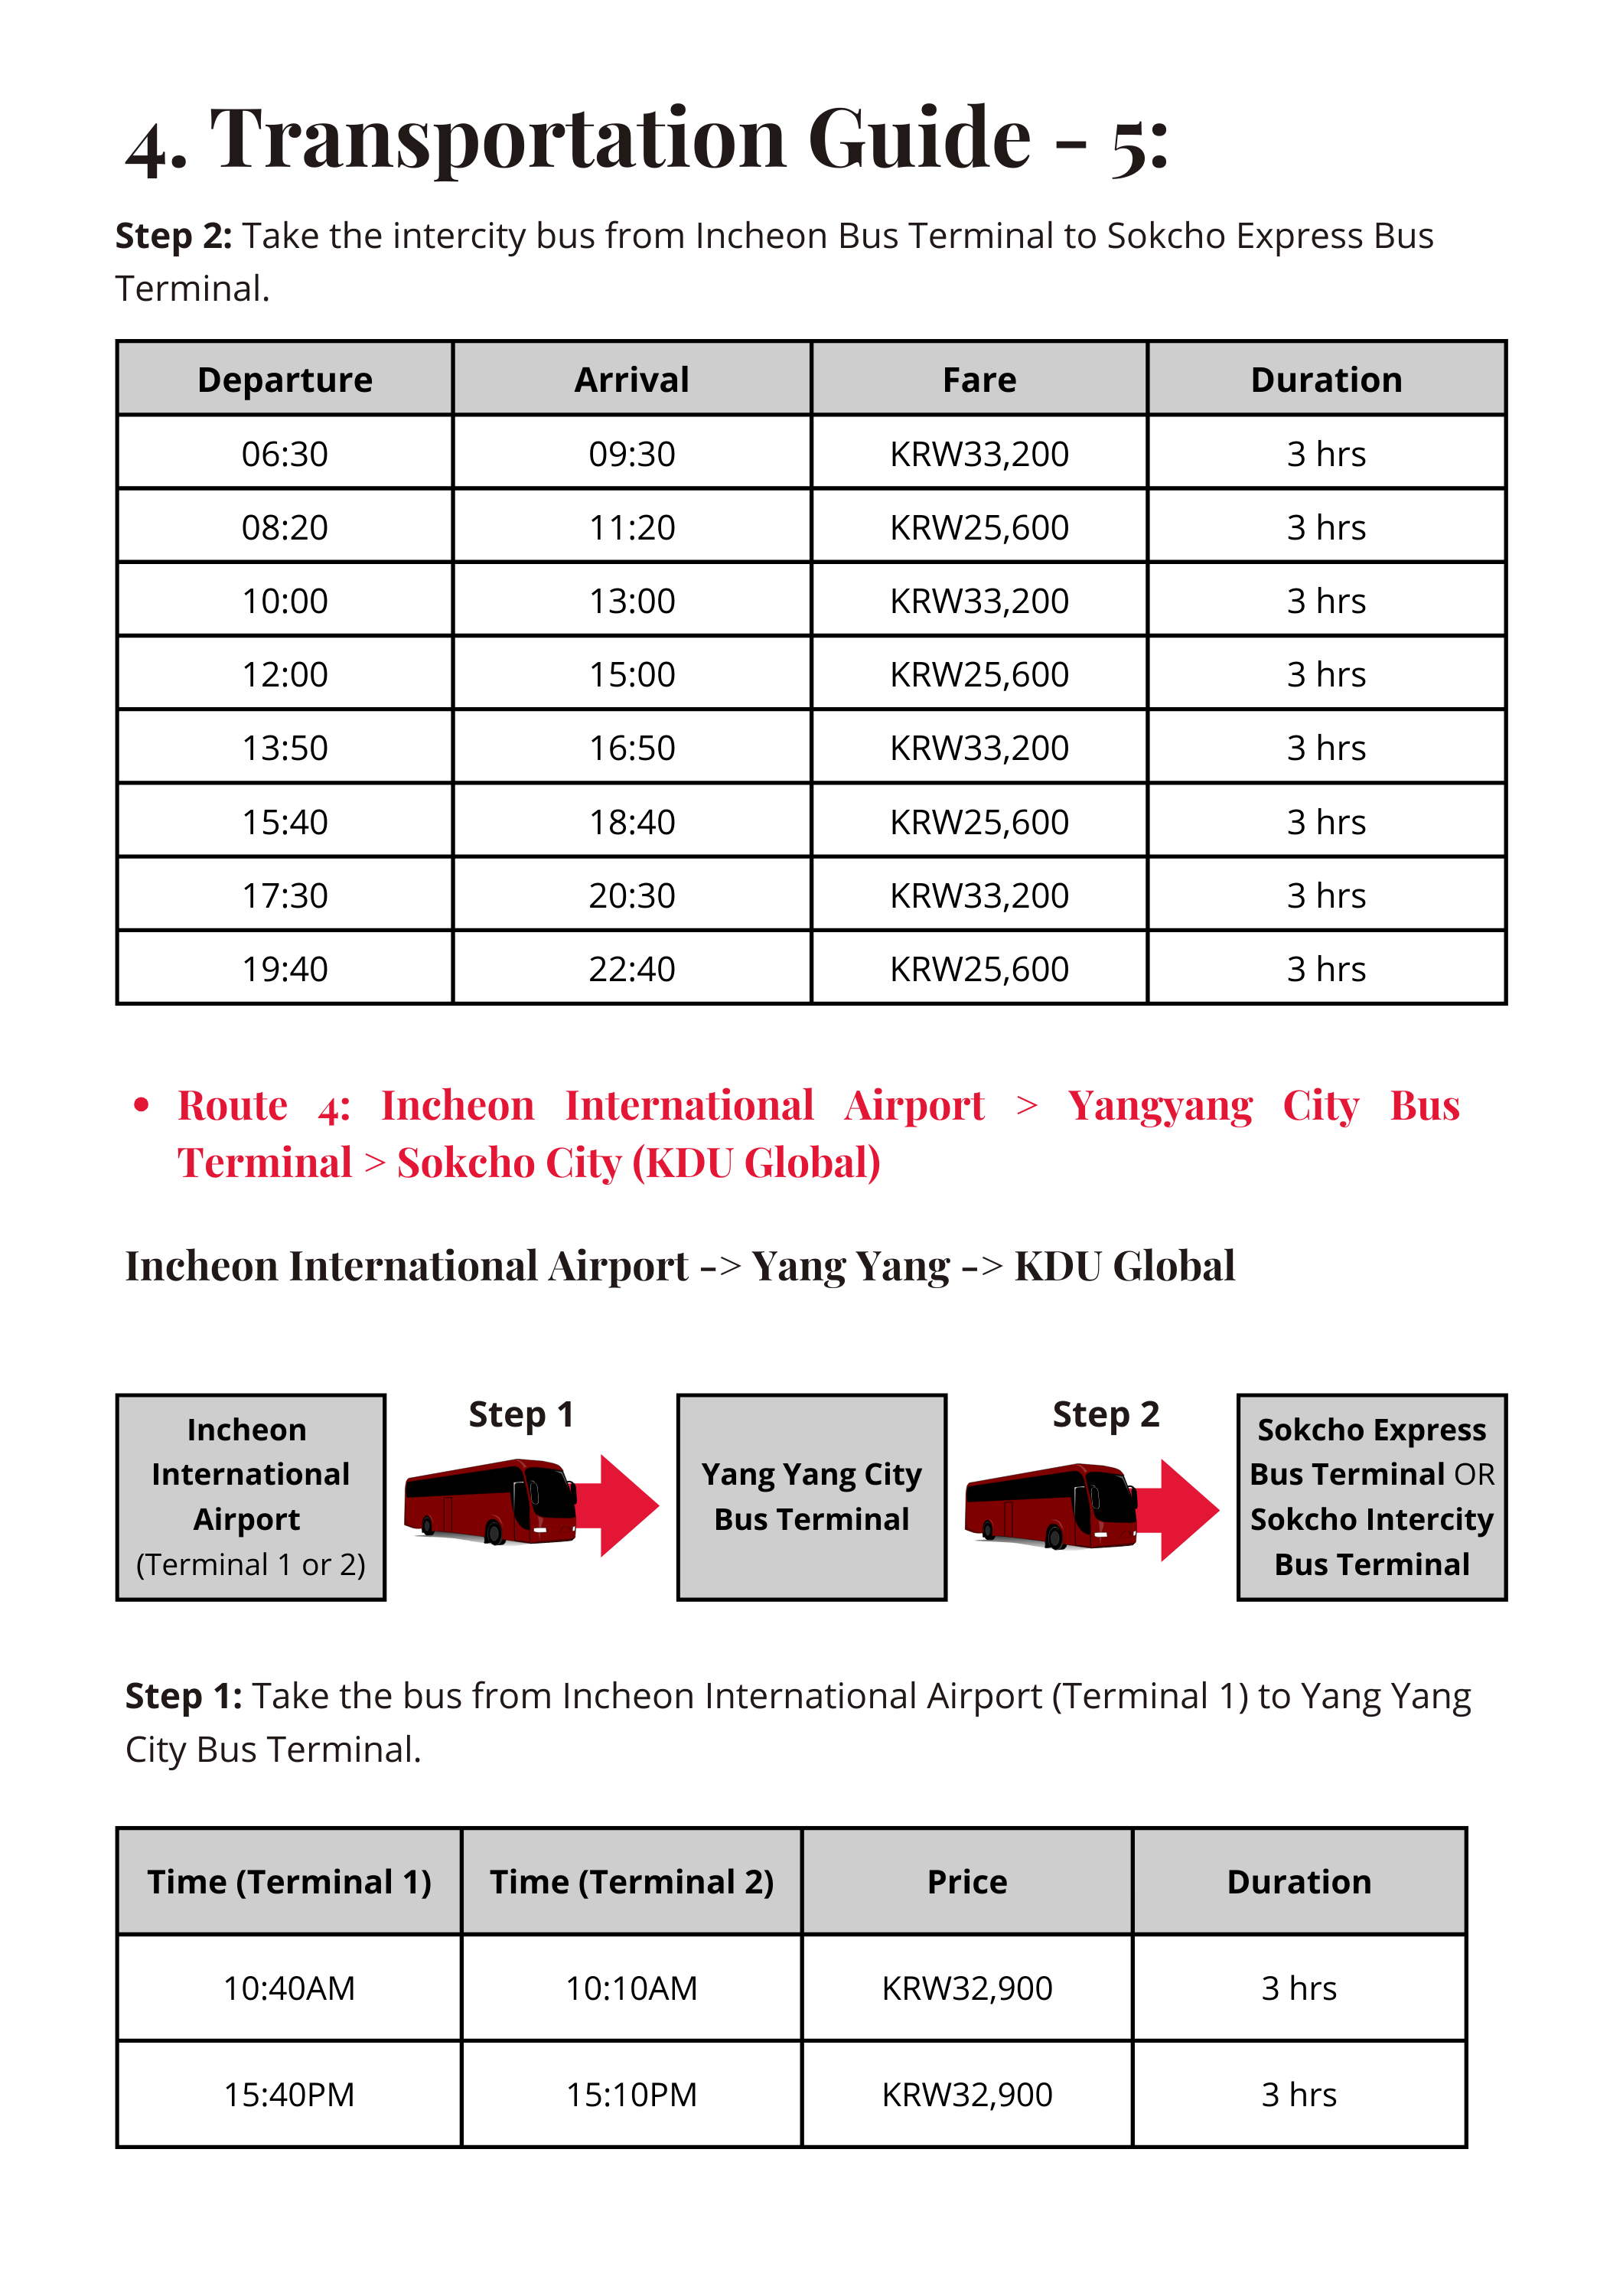 4. Transportation Guide - 5:
Step 2: Take the intercity bus from Incheon Bus Terminal to Sokcho Express Bus
Terminal.
Departure Arrival Fare Duration
06:30 09:30 KRW33,200 3 hrs
08:20 11:20 KRW25,600 3 hrs
10:00 13:00 KRW33,200 3 hrs
12:00 15:00 KRW25,600 3 hrs
13:50 16:50 KRW33,200 3 hrs
15:40 18:40 KRW25,600 3 hrs
17:30 20:30 KRW33,200 3 hrs
19:40 22:40 KRW25,600 3 hrs
• Route 4: Incheon International Airport > Yangyang City Bus
Terminal > Sokcho City (KDU Global)
Incheon International Airport -> Yang Yang -> KDU Global
Incheon
International
Airport
(Terminal 1 or 2)
Step 1
Yang Yang City
Bus Terminal
Step 2
Sokcho Express
Bus Terminal OR
Sokcho Intercity
Bus Terminal
Step 1: Take the bus from Incheon International Airport (Terminal 1) to Yang Yang
City Bus Terminal.
Time (Terminal 1) Time (Terminal 2) Price Duration
10:40AM 10:10AM KRW32,900 3 hrs
15:40PM 15:10PM KRW32,900 3 hrs